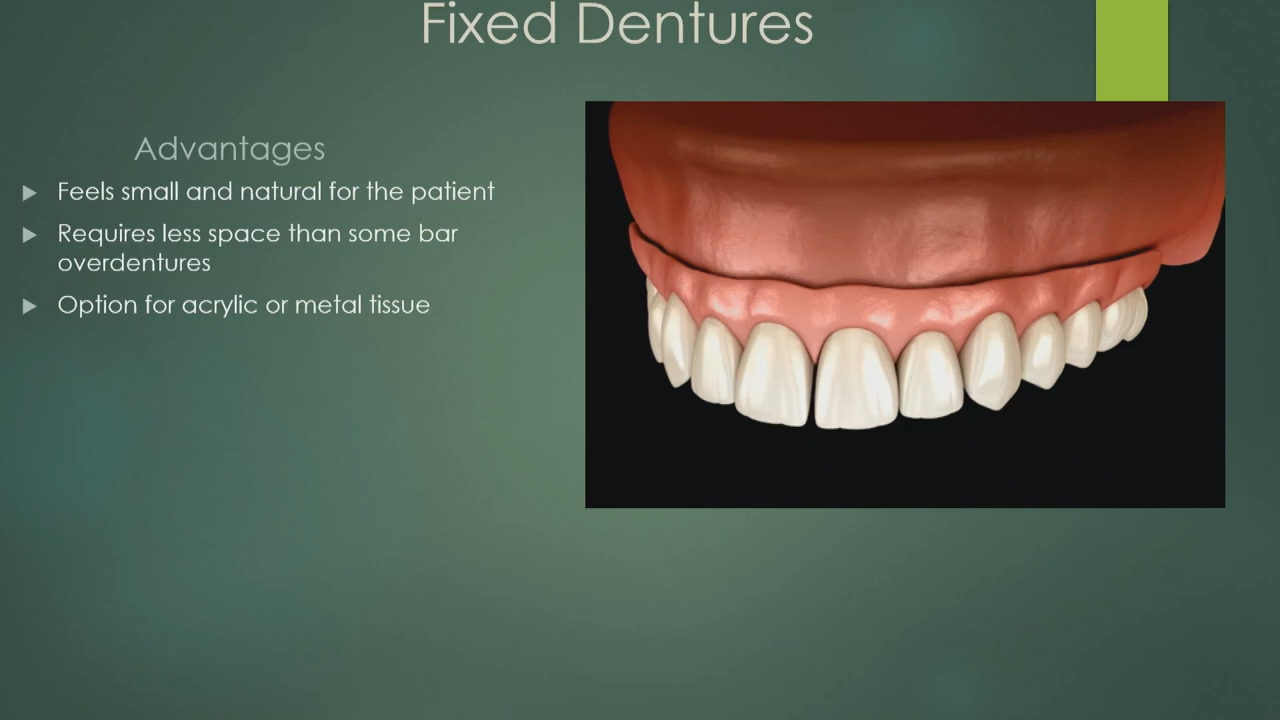 Fixed Dentures
Advantages
Feels small and natural for the patient
Requires less space than some bar
overdentures
Option for acrylic or metal tissue